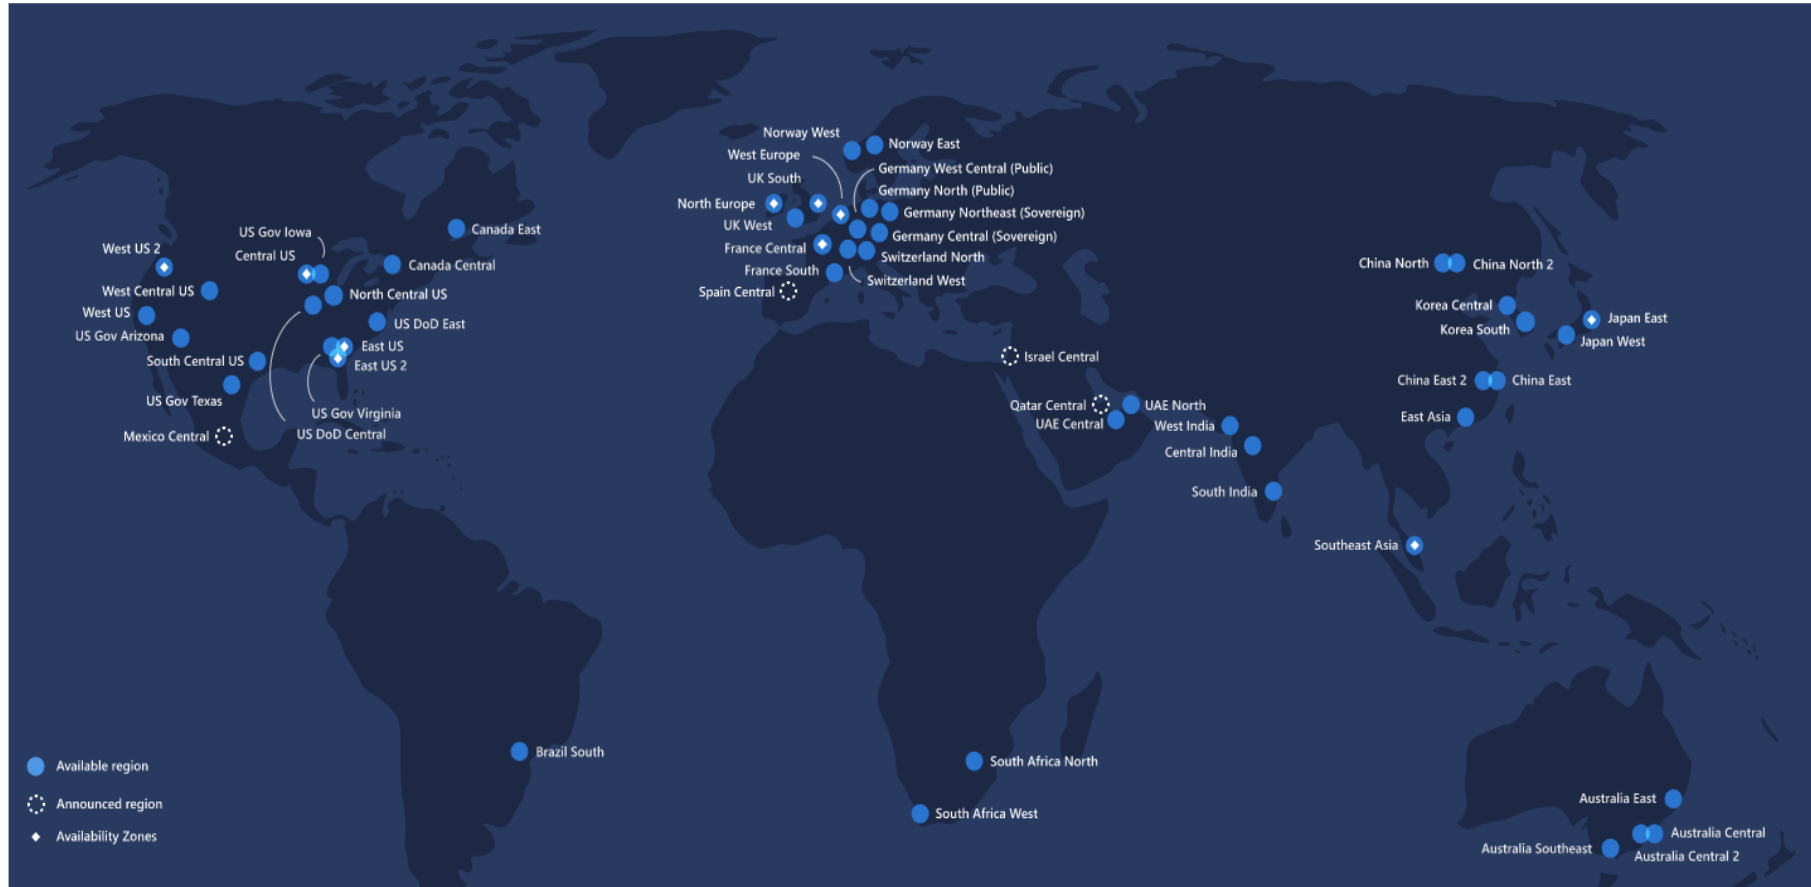 Norway West
Norway East
West Europe
Germany West Central (Public)
UK South
Germany North (Public)
North Europe
Germany Northeast (Sovereign)
UK West
Germany Central (Sovereign)
France Central
Switzerland North
France South
Switzerland West
Spain Central
US Gov Iowa
Canada East
West US 2
Central US
Canada Central
West Central US
North Central US
West US
US DoD East
US Gov Arizona
East US
South Central US
East US 2
US Gov Texas
US Gov Virginia
Mexico Central
US DoD Central
China North
China North 2
Korea Central
Japan East
Korea South
Japan West
Israel Central
China East 2
China East
Qatar Central
UAE North
East Asia
UAE Central
West India
Central India
South India
Southeast Asia
Brazil South
South Africa North
South Africa West
Australia East
Australia Central
Australia Southeast
Australia Central 2
Available region
Announced region
Availability Zones